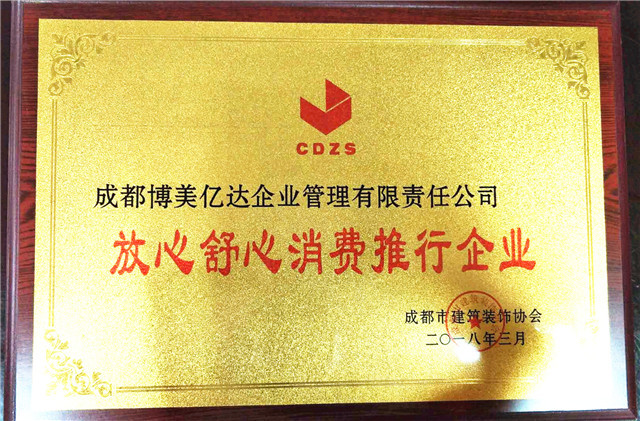 CDZS
成都博美亿达企业管理有限责任公司
放心舒心消费推行企业
成都市建筑装饰协会
二〇一八年三月